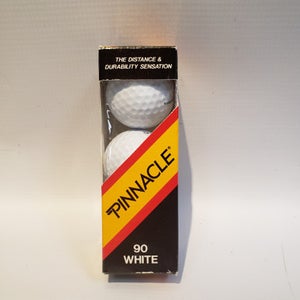 THE DISTANCE &
DURABILITY SENSATION
PINNACLE®
90
WHITE